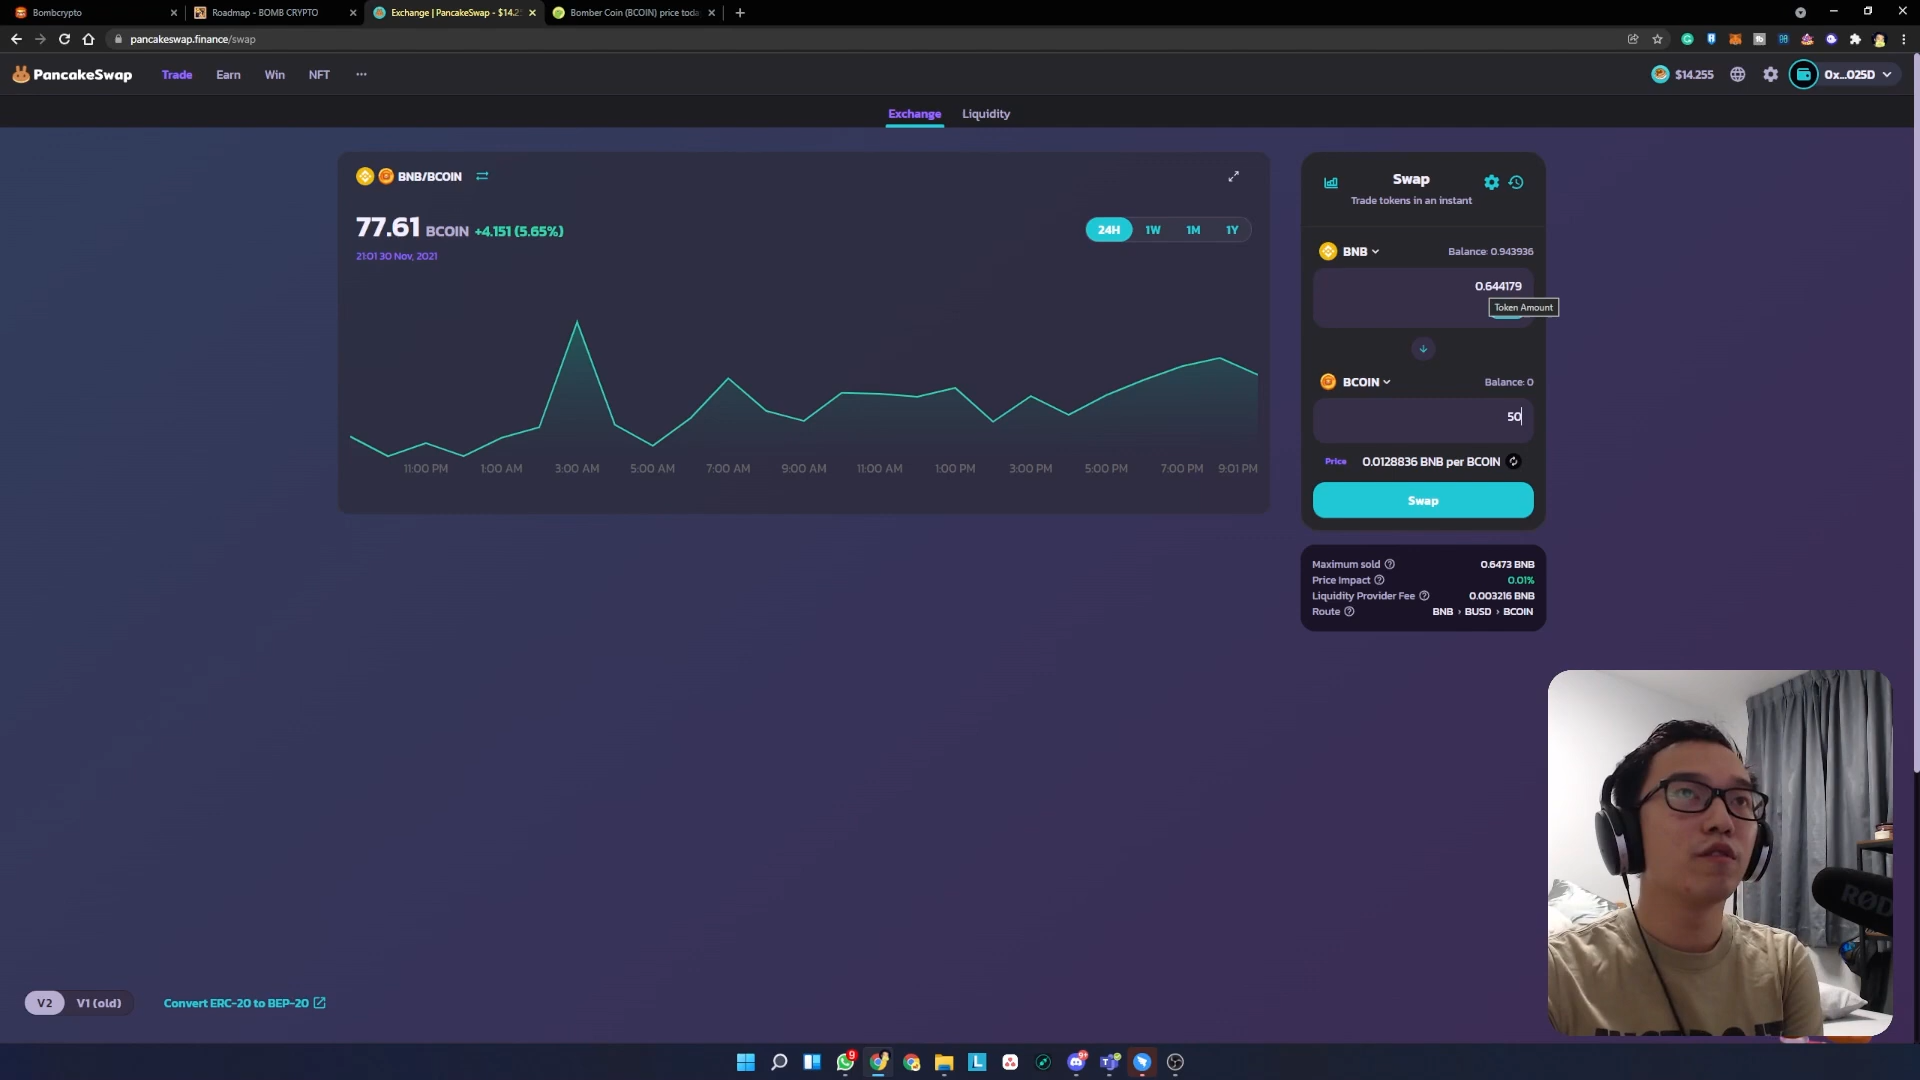 Bombcrypto
Roadmap - BOMB CRYPTO
Exchange | PancakeSwap - $14.2
Bomber Coin (BCOIN) price toda
pancakeswap.finance/swap
PancakeSwap
Trade
Earn
Win
NFT
$14.255
0x...025D
Exchange
Liquidity
BNB/BCOIN
77.61 BCOIN +4.151 (5.65%)
21:01 30 Nov, 2021
24H
1W
1M
1Y
11:00 PM
1:00 AM
3:00 AM
5:00 AM
7:00 AM
9:00 AM
11:00 AM
1:00 PM
3:00 PM
5:00 PM
7:00 PM
9:01 PM
Swap
Trade tokens in an instant
BNB
Balance: 0.943936
0.644179
Token Amount
BCOIN
Balance: 0
50
Price
0.0128836 BNB per BCOIN
Swap
Maximum sold
0.6473 BNB
Price Impact
0.01%
Liquidity Provider Fee
0.003216 BNB
Route
BNB > BUSD > BCOIN
V2
V1 (old)
Convert ERC-20 to BEP-20
9
9+
L